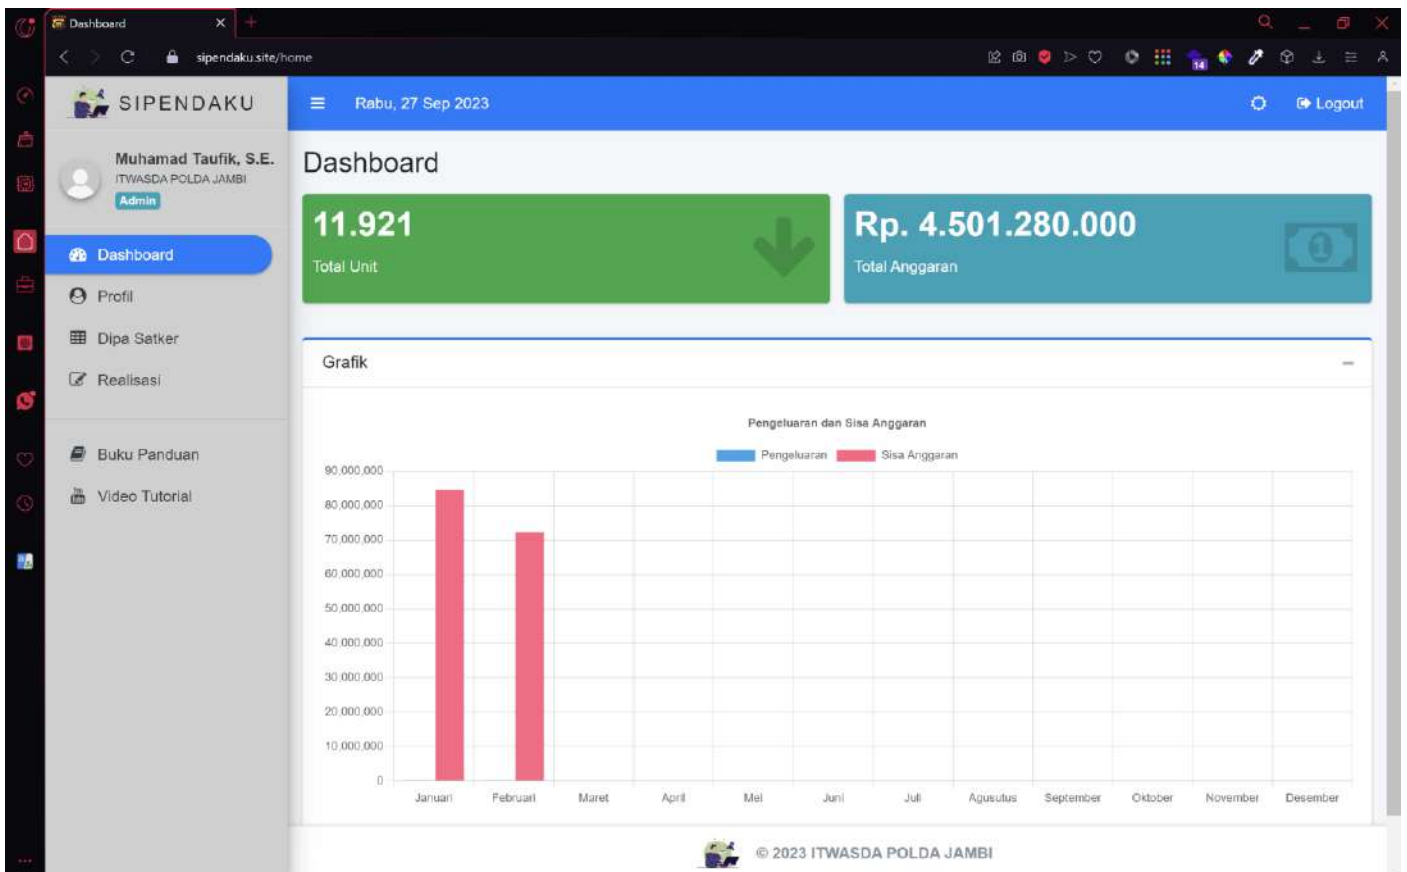 Dashboard
sipendaku.site/home
14
SIPENDAKU
Rabu, 27 Sep 2023
Logout
Muhamad Taufik, S.E.
ITWASDA POLDA JAMBI
Admin
Dashboard
Profil
Dipa Satker
Realisasi
Buku Panduan
Video Tutorial
Dashboard
11.921
Total Unit
Rp. 4.501.280.000
Total Anggaran
Grafik
Pengeluaran dan Sisa Anggaran
Pengeluaran Sisa Anggaran
90,000,000
80,000,000
70,000,000
60,000,000
50,000,000
40,000,000
30,000,000
20,000,000
10,000,000
0
Januari Februari Maret April Mei Juni Juli Agusutus September Oktober November Desember
© 2023 ITWASDA POLDA JAMBI